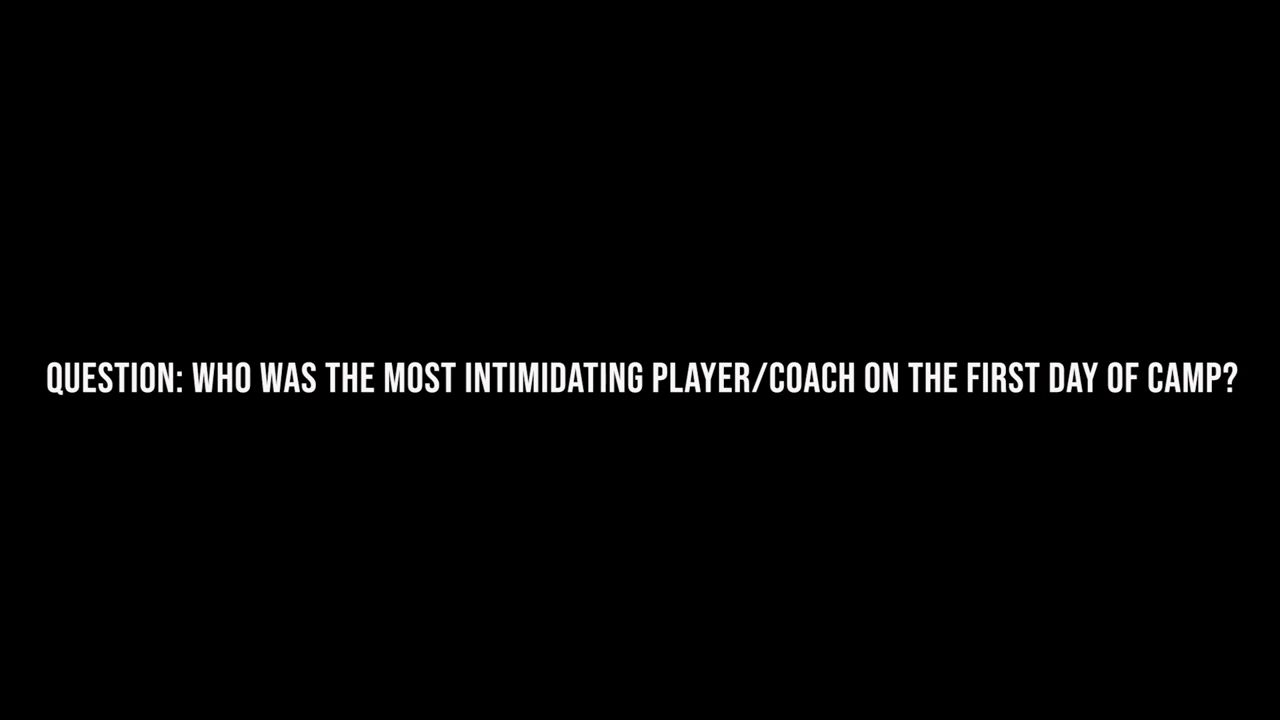 QUESTION: WHO WAS THE MOST INTIMIDATING PLAYER/COACH ON THE FIRST DAY OF CAMP?